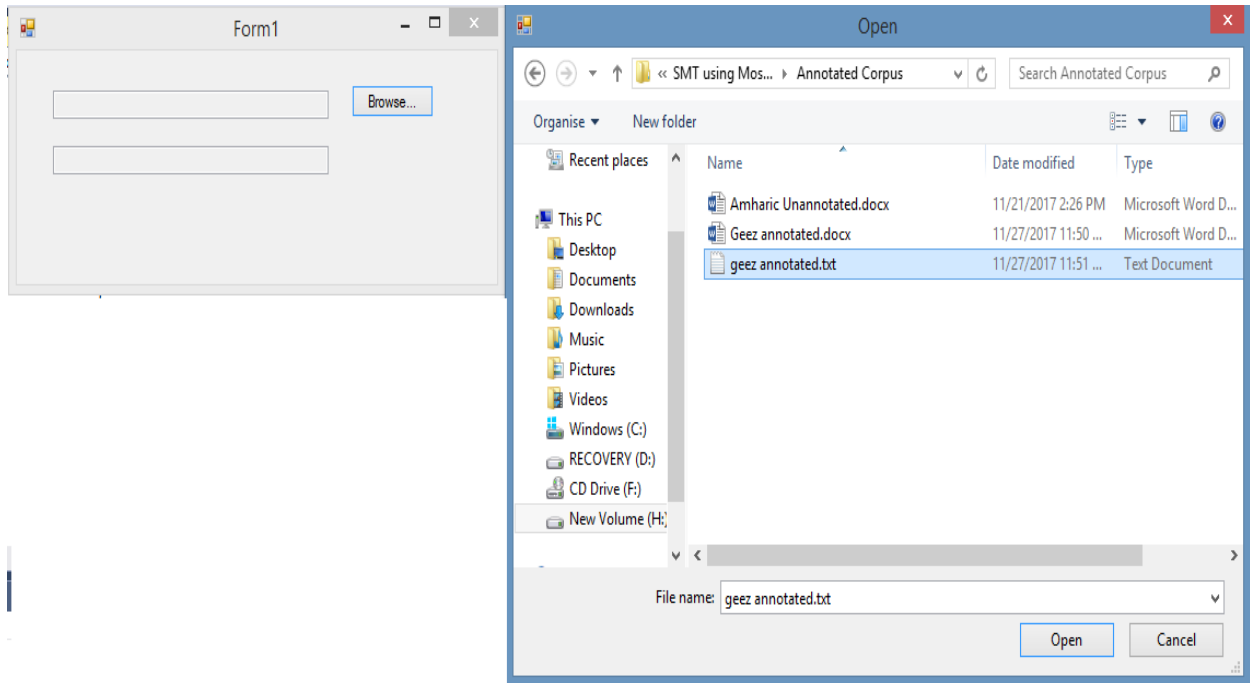 Form1
Browse...
Open
« SMT using Mos... Annotated Corpus
Search Annotated Corpus
Organise New folder
Recent places
This PC
Desktop
Documents
Downloads
Music
Pictures
Videos
Windows (C:)
RECOVERY (D:)
CD Drive (F:)
New Volume (H:)
Name Date modified Type
Amharic Unannotated.docx 11/21/2017 2:26 PM Microsoft Word D...
Geez annotated.docx 11/27/2017 11:50 ... Microsoft Word D...
geez annotated.txt 11/27/2017 11:51 ... Text Document
File name: geez annotated.txt
Open Cancel